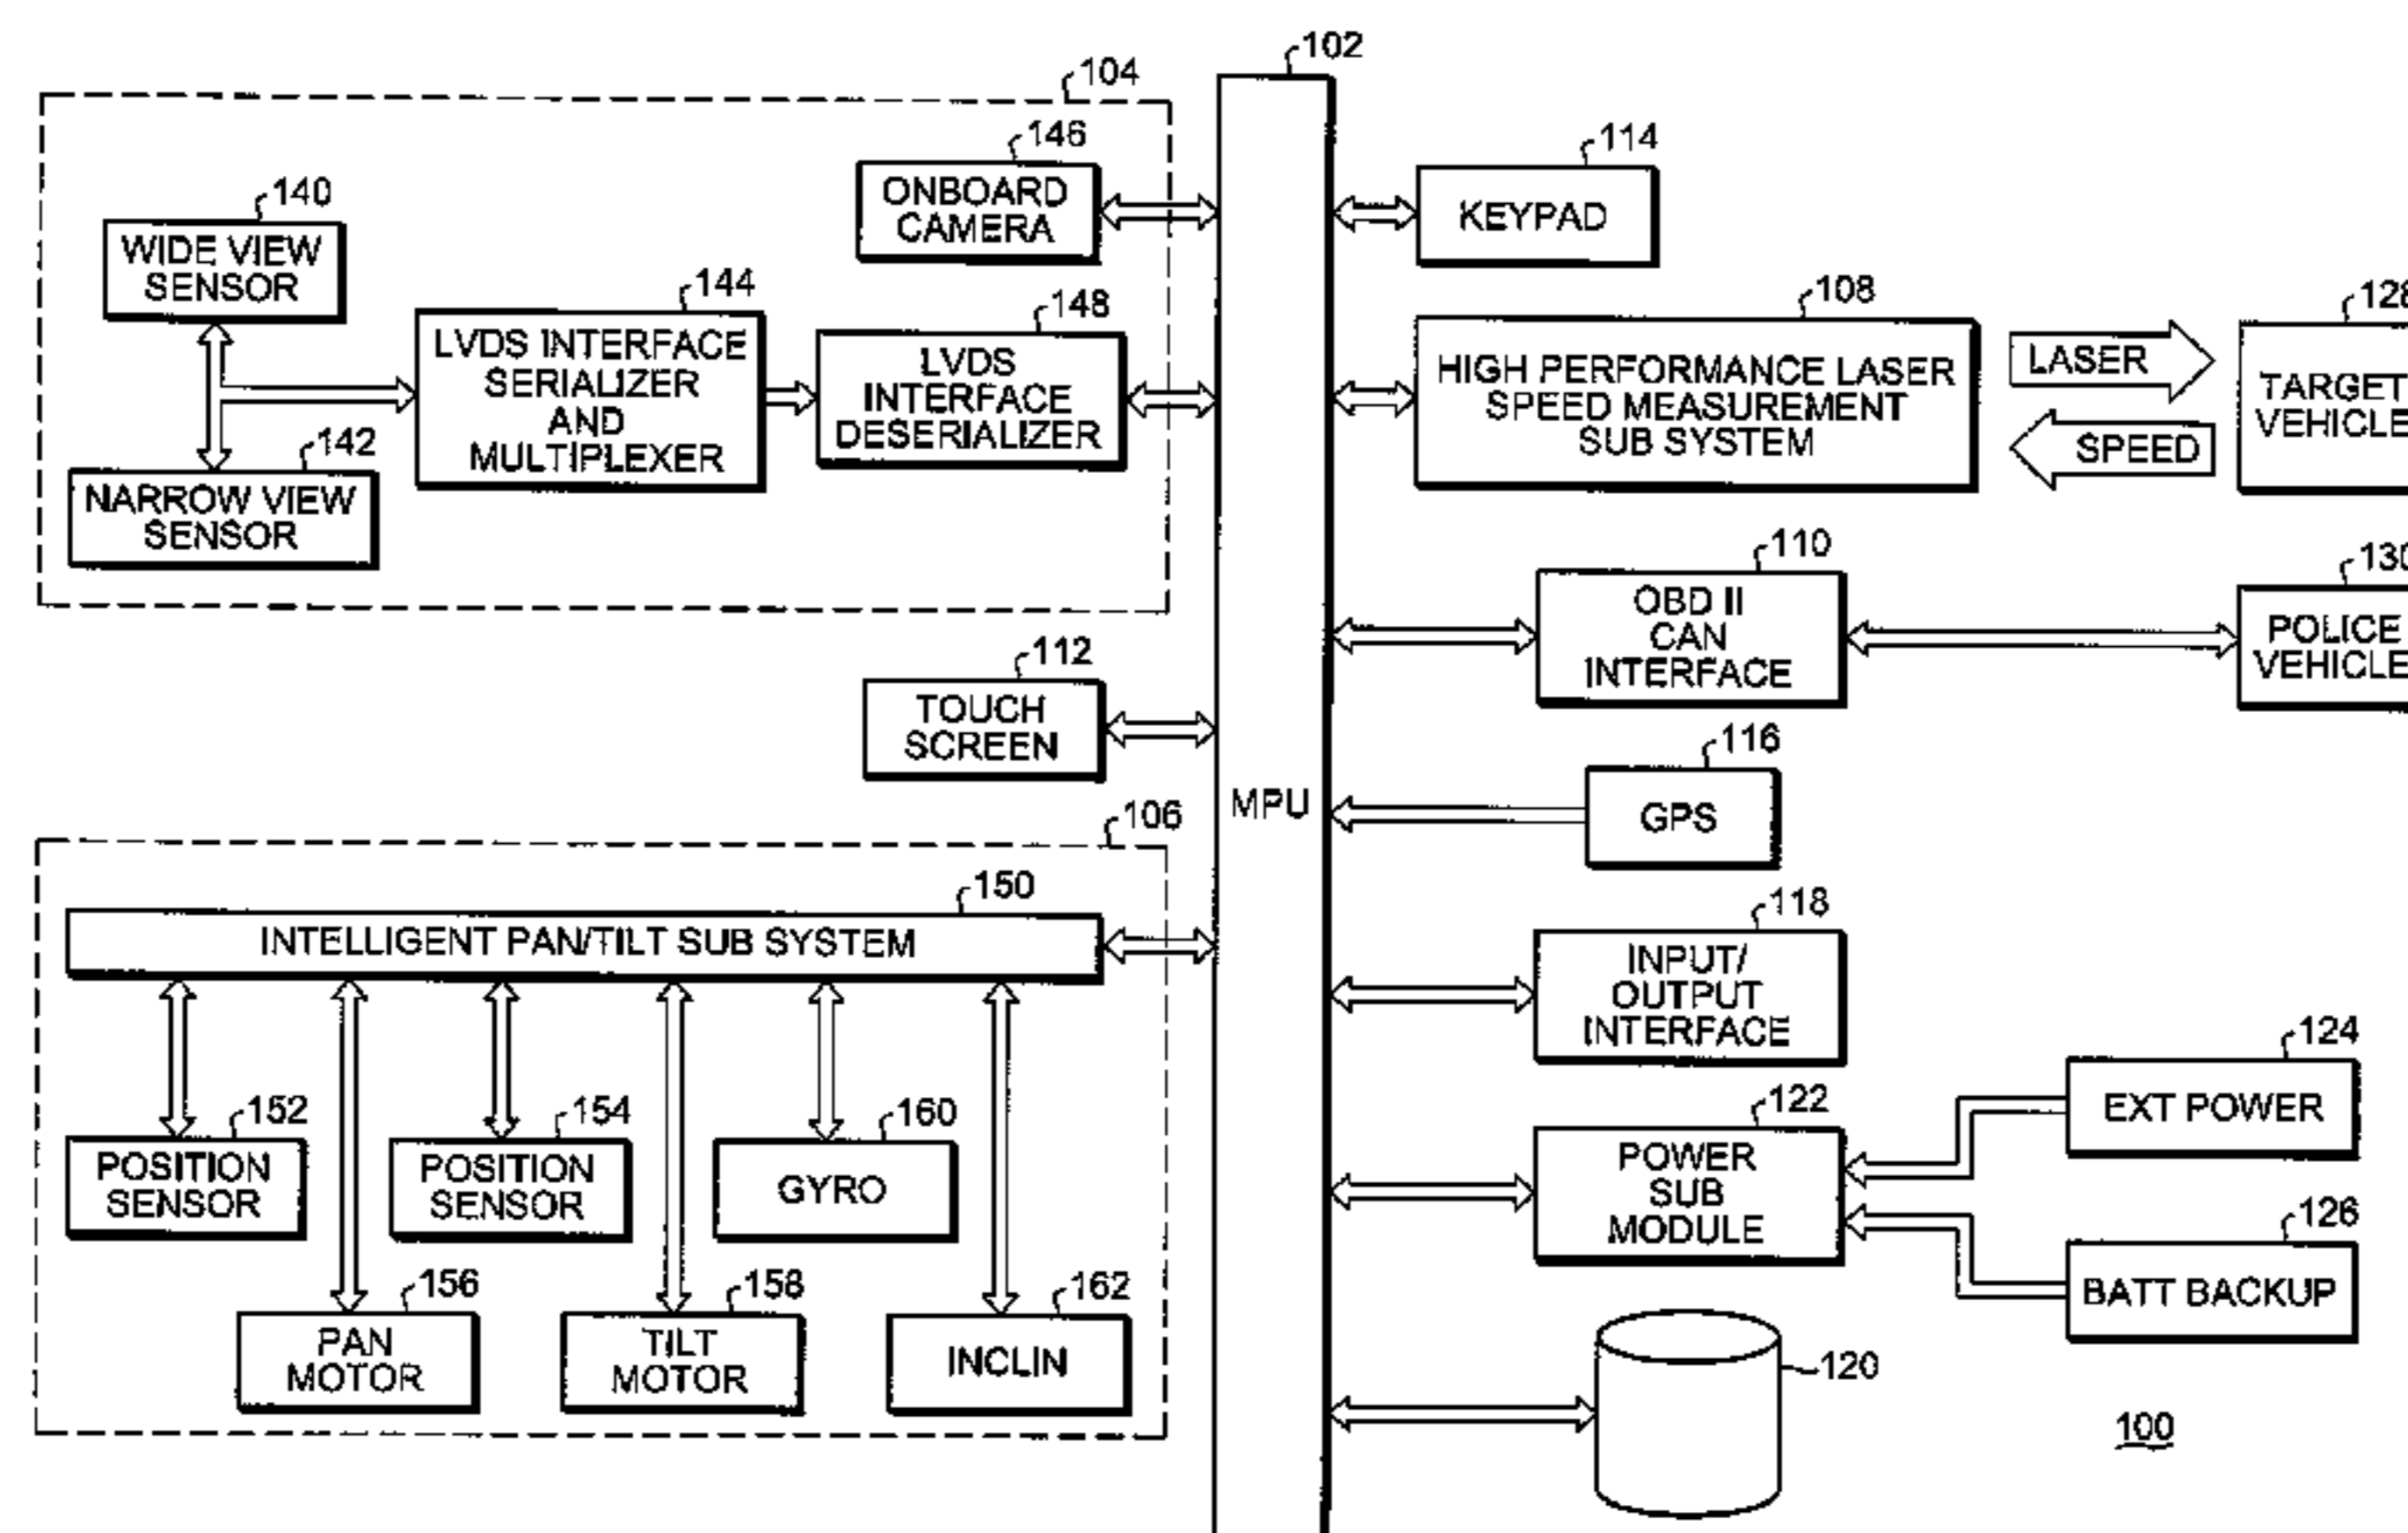 102
104
146
ONBOARD
CAMERA
114
KEYPAD
140
WIDE VIEW
SENSOR
144
LVDS INTERFACE
SERIALIZER
AND
MULTIPLEXER
148
LVDS
INTERFACE
DESERIALIZER
108
HIGH PERFORMANCE LASER
SPEED MEASUREMENT
SUB SYSTEM
LASER
SPEED
128
TARGET
VEHICLE
142
NARROW VIEW
SENSOR
110
OBD II
CAN
INTERFACE
130
POLICE
VEHICLE
112
TOUCH
SCREEN
MPU
116
GPS
106
150
INTELLIGENT PAN/TILT SUB SYSTEM
118
INPUT/
OUTPUT
INTERFACE
152
POSITION
SENSOR
154
POSITION
SENSOR
160
GYRO
122
POWER
SUB
MODULE
124
EXT POWER
126
BATT BACKUP
156
PAN
MOTOR
158
TILT
MOTOR
162
INCLIN
120
100